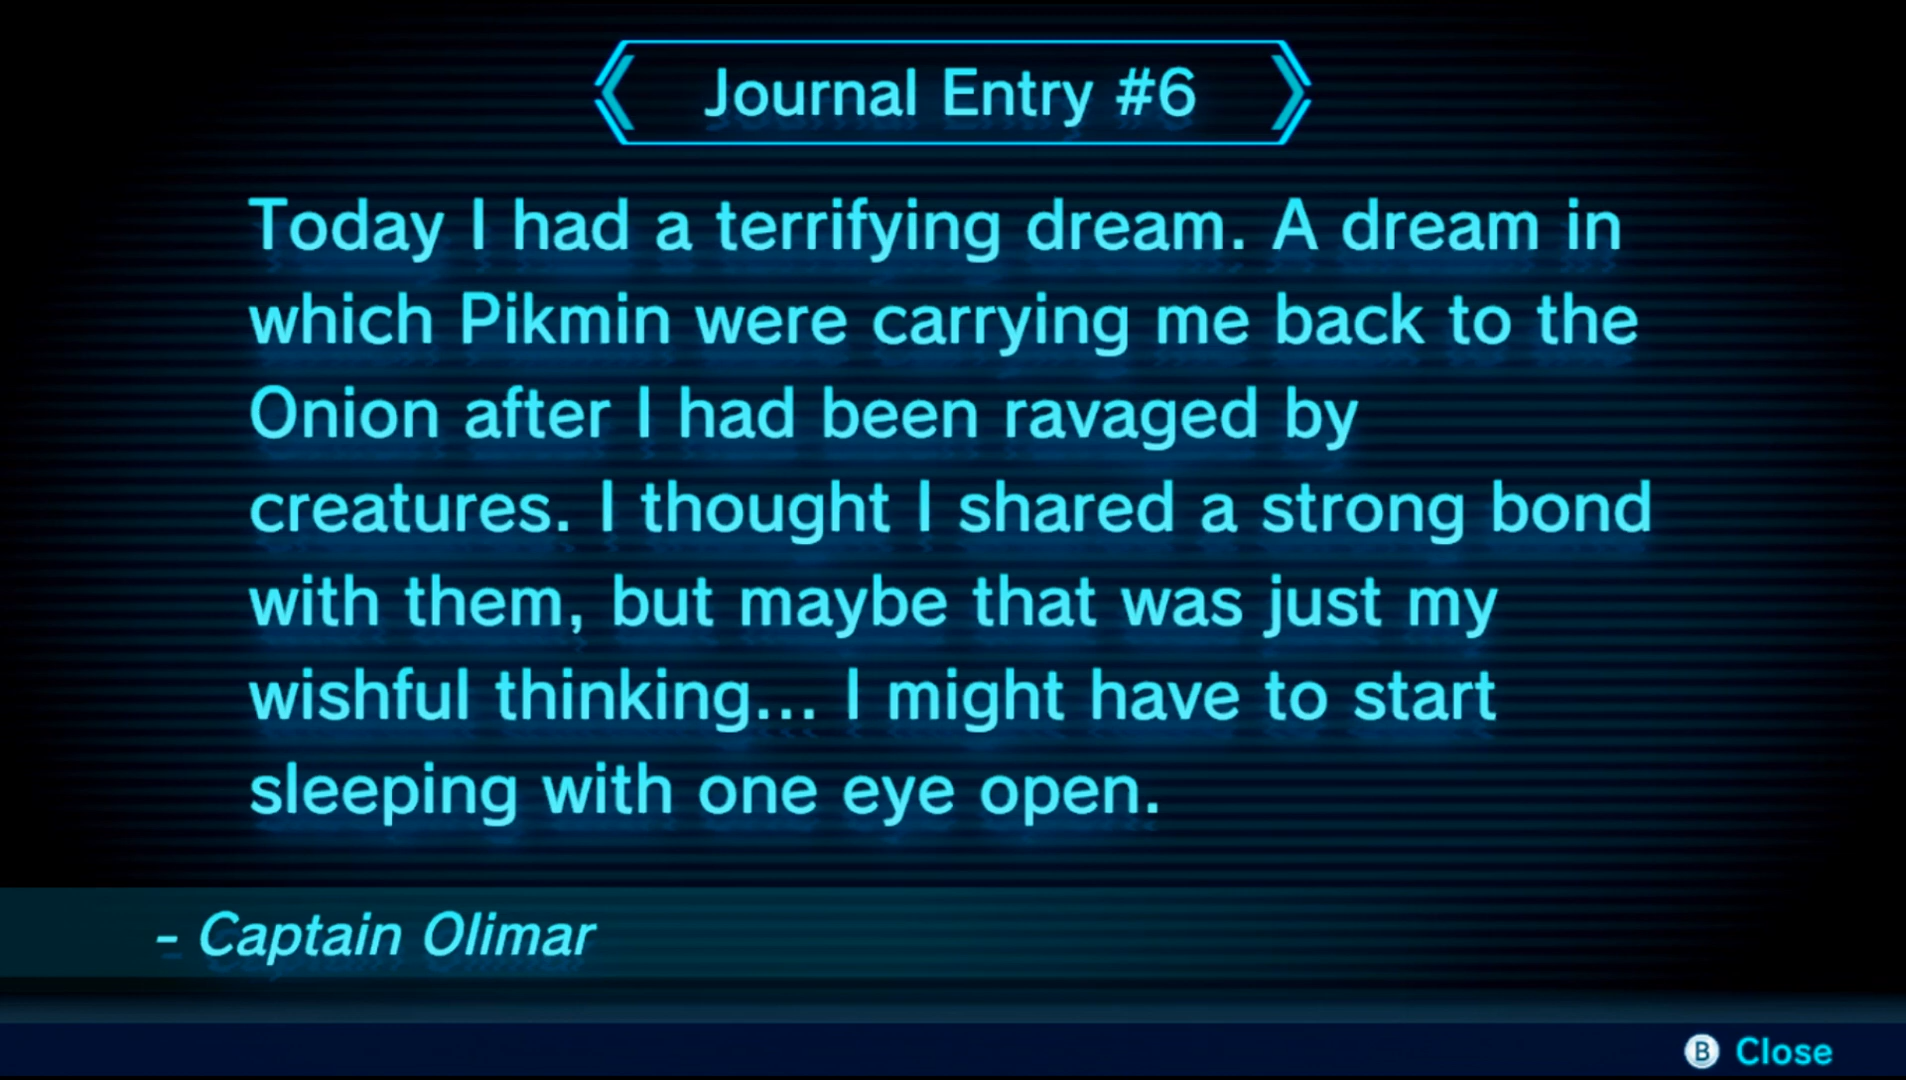 Journal Entry #6
Today I had a terrifying dream. A dream in
which Pikmin were carrying me back to the
Onion after I had been ravaged by
creatures. I thought I shared a strong bond
with them, but maybe that was just my
wishful thinking... I might have to start
sleeping with one eye open.
- Captain Olimar
B Close